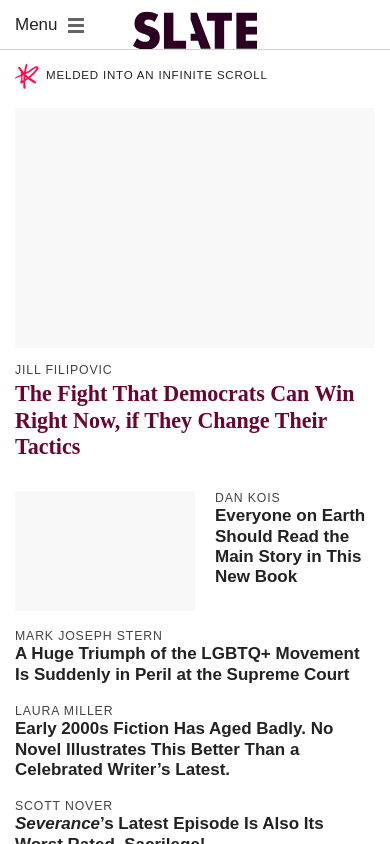 Menu
SLATE
MELDED INTO AN INFINITE SCROLL
JILL FILIPOVIC
The Fight That Democrats Can Win
Right Now, if They Change Their
Tactics
DAN KOIS
Everyone on Earth
Should Read the
Main Story in This
New Book
MARK JOSEPH STERN
A Huge Triumph of the LGBTQ+ Movement
Is Suddenly in Peril at the Supreme Court
LAURA MILLER
Early 2000s Fiction Has Aged Badly. No
Novel Illustrates This Better Than a
Celebrated Writer’s Latest.
SCOTT NOVER
Severance’s Latest Episode Is Also Its
Worst Rated. Sacrilege!